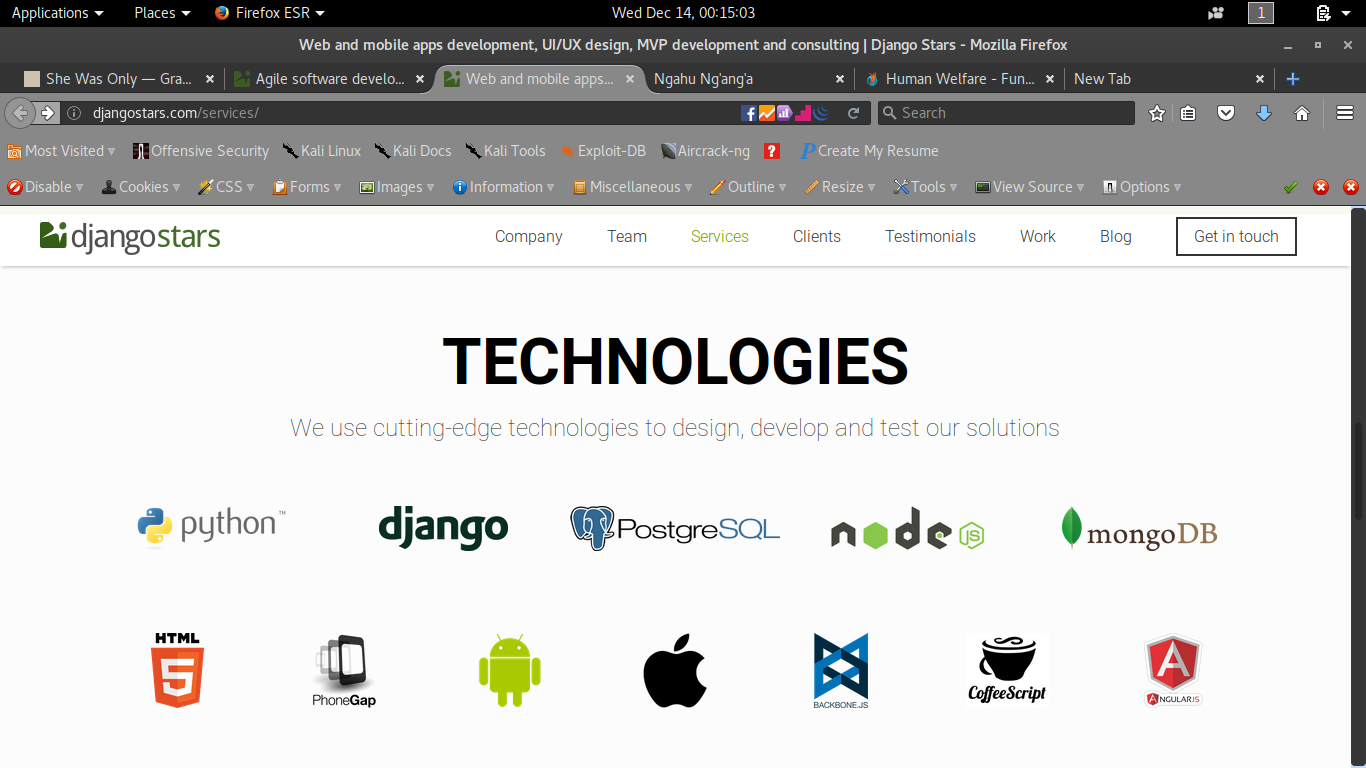 Applications Places Firefox ESR Wed Dec 14, 00:15:03 1
Web and mobile apps development, UI/UX design, MVP development and consulting | Django Stars - Mozilla Firefox
She Was Only — Gra... Agile software develo... Web and mobile apps... Ngahu Ng'ang'a Human Welfare - Fun... New Tab
djangostars.com/services/ Search
Most Visited Offensive Security Kali Linux Kali Docs Kali Tools Exploit-DB Aircrack-ng ? Create My Resume
Disable Cookies CSS Forms Images Information Miscellaneous Outline Resize Tools View Source Options
djangostars Company Team Services Clients Testimonials Work Blog Get in touch
TECHNOLOGIES
We use cutting-edge technologies to design, develop and test our solutions
python™ django PostgreSQL node JS mongoDB
HTML 5 PhoneGap BACKBONE.JS CoffeeScript A ANGULARJS